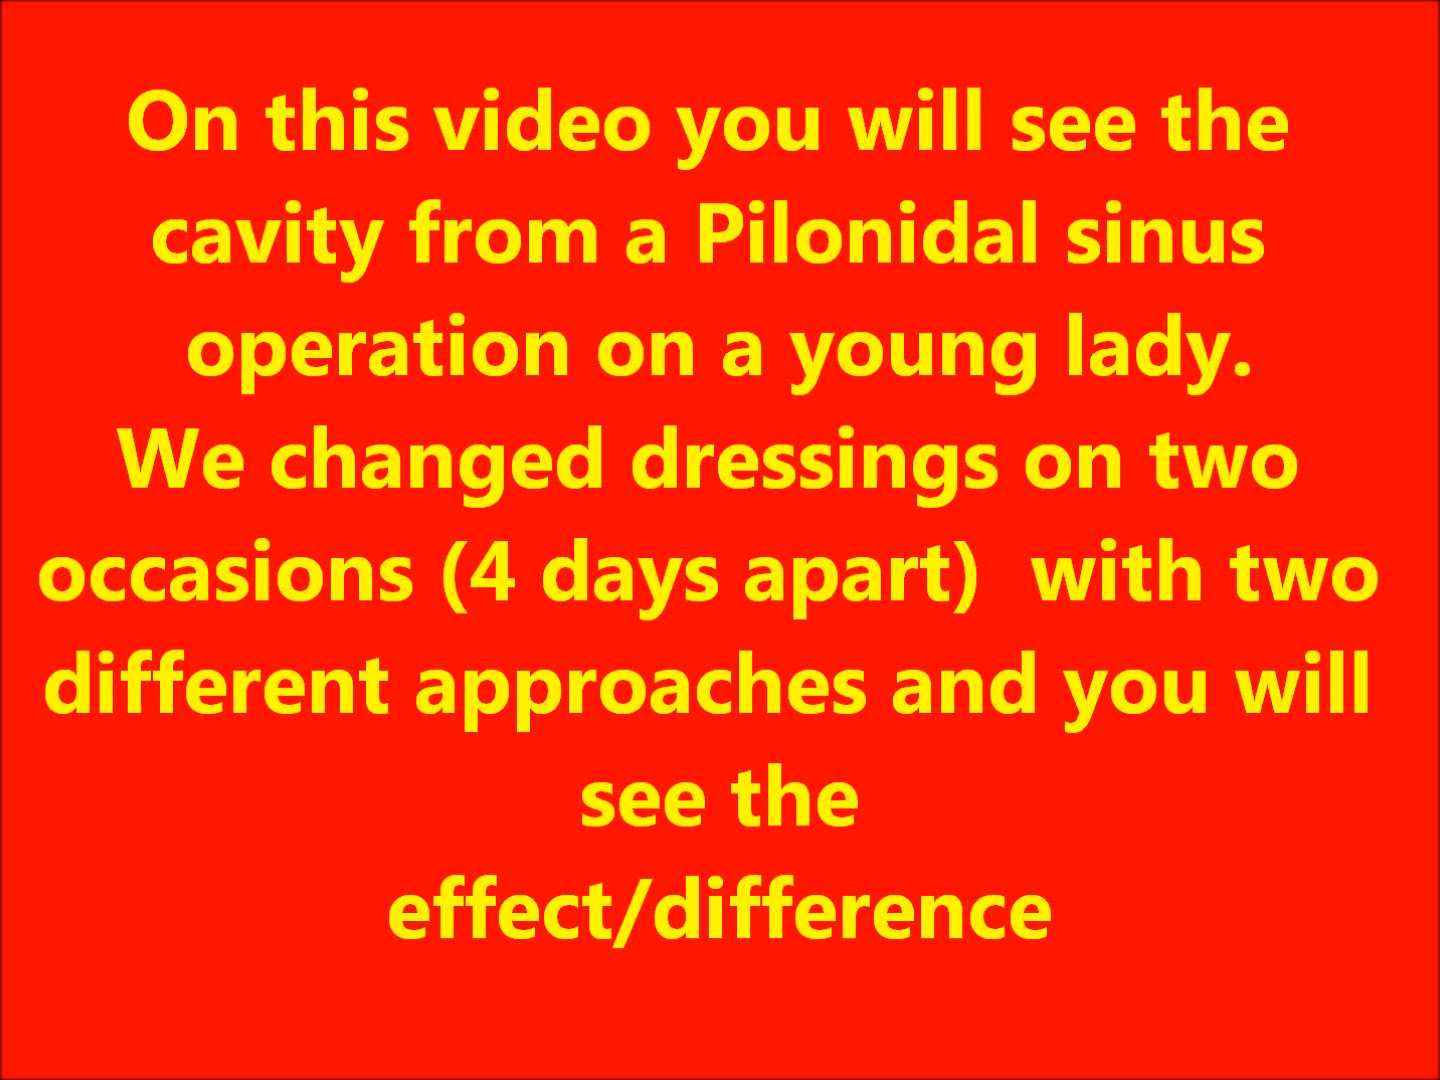 On this video you will see the
cavity from a Pilonidal sinus
operation on a young lady.
We changed dressings on two
occasions (4 days apart)  with two
different approaches and you will
see the
effect/difference